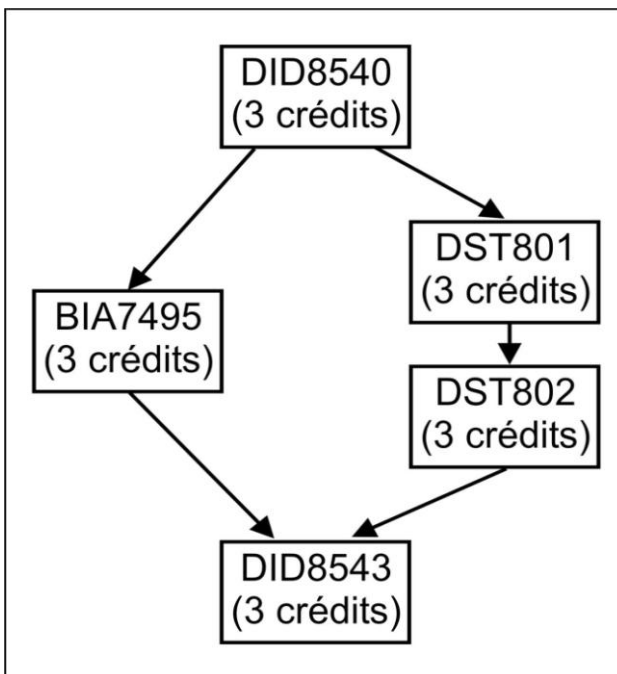 DID8540
(3 crédits)
DST801
(3 crédits)
BIA7495
(3 crédits)
DST802
(3 crédits)
DID8543
(3 crédits)